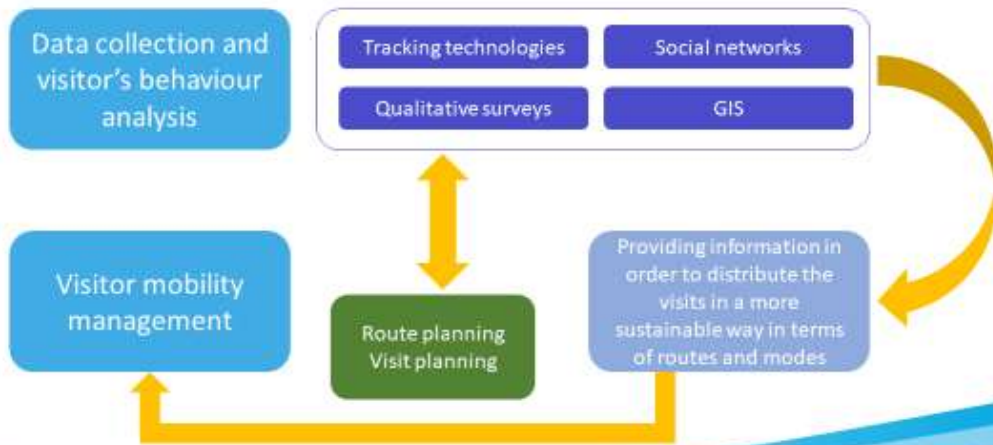 Data collection and
visitor's behaviour
analysis
Tracking technologies
Social networks
Qualitative surveys
GIS
Visitor mobility
management
Route planning
Visit planning
Providing information in
order to distribute the
visits in a more
sustainable way in terms
of routes and modes